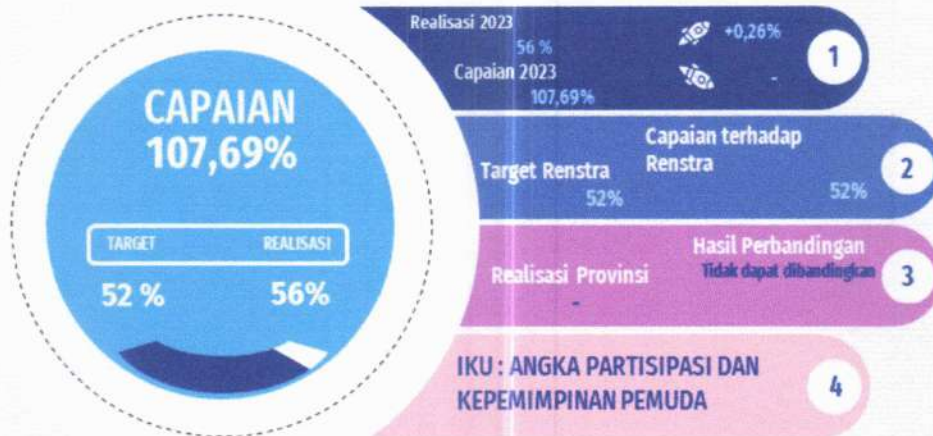 CAPAIAN
107,69%
TARGET REALISASI
52 % 56%
Realisasi 2023
56 %
+0,26%
Capaian 2023
107,69%
-
1
Target Renstra
52%
Capaian terhadap
Renstra
52%
2
Realisasi Provinsi
-
Hasil Perbandingan
Tidak dapat dibandingkan
3
IKU : ANGKA PARTISIPASI DAN
KEPEMIMPINAN PEMUDA
4